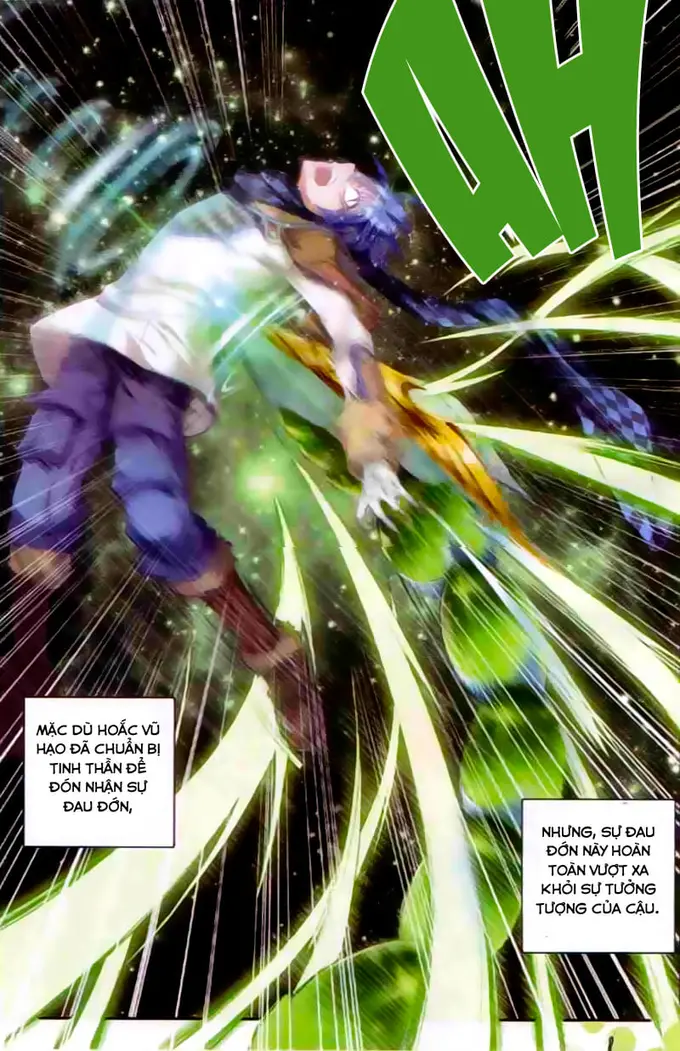 AH
MẶC DÙ HOẮC VŨ
HẠO ĐÃ CHUẨN BỊ
TINH THẦN ĐỂ
ĐÓN NHẬN SỰ
ĐAU ĐỚN,
NHƯNG, SỰ ĐAU
ĐỚN NÀY HOÀN
TOÀN VƯỢT XA
KHỎI SỰ TƯỞNG
TƯỢNG CỦA CẬU.